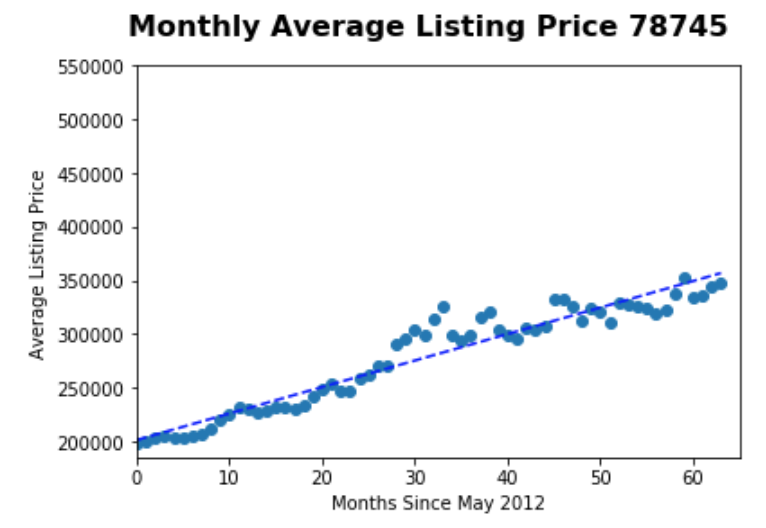 Monthly Average Listing Price 78745
550000
500000
450000
400000
350000
300000
250000
200000
Average Listing Price
0 10 20 30 40 50 60
Months Since May 2012